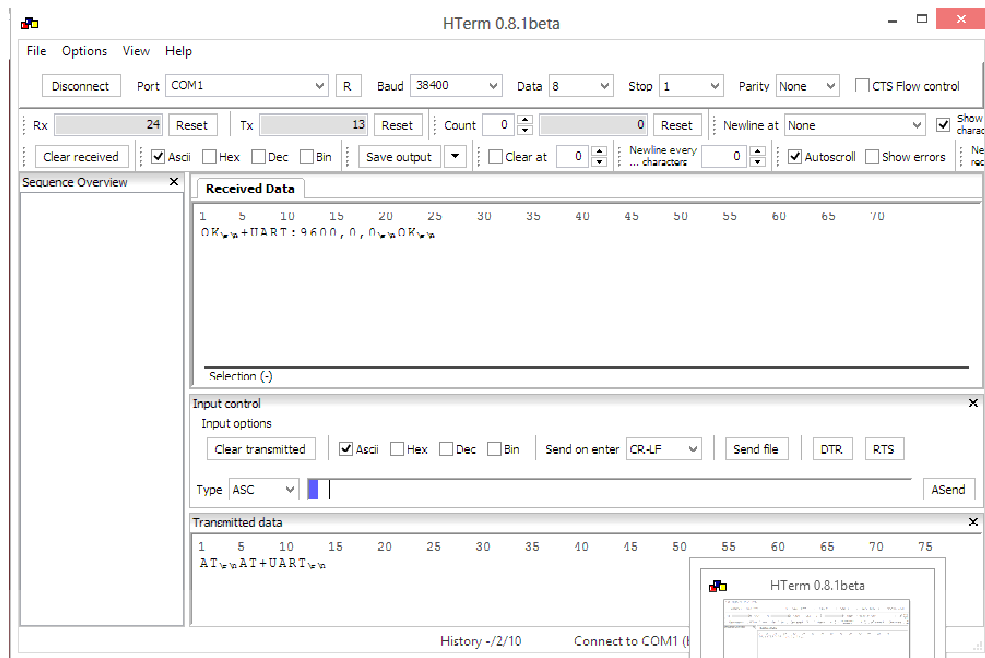 HTerm 0.8.1beta
File Options View Help
Disconnect Port COM1 R Baud 38400 Data 8 Stop 1 Parity None CTS Flow control
Rx 24 Reset Tx 13 Reset Count 0 0 Reset Newline at None Show
charac
Clear received Ascii Hex Dec Bin Save output Clear at 0 Newline every
... characters 0 Autoscroll Show errors Ne
rec
Sequence Overview
Received Data
1 5 10 15 20 25 30 35 40 45 50 55 60 65 70
OK\r\n+UART:9600,0,0\r\nOK\r\n
Selection (-)
Input control
Input options
Clear transmitted Ascii Hex Dec Bin Send on enter CR-LF Send file DTR RTS
Type ASC ASend
Transmitted data
1 5 10 15 20 25 30 35 40 45 50 55 60 65 70 75
AT\r\nAT+UART\r\n
HTerm 0.8.1beta
History -/2/10 Connect to COM1 (